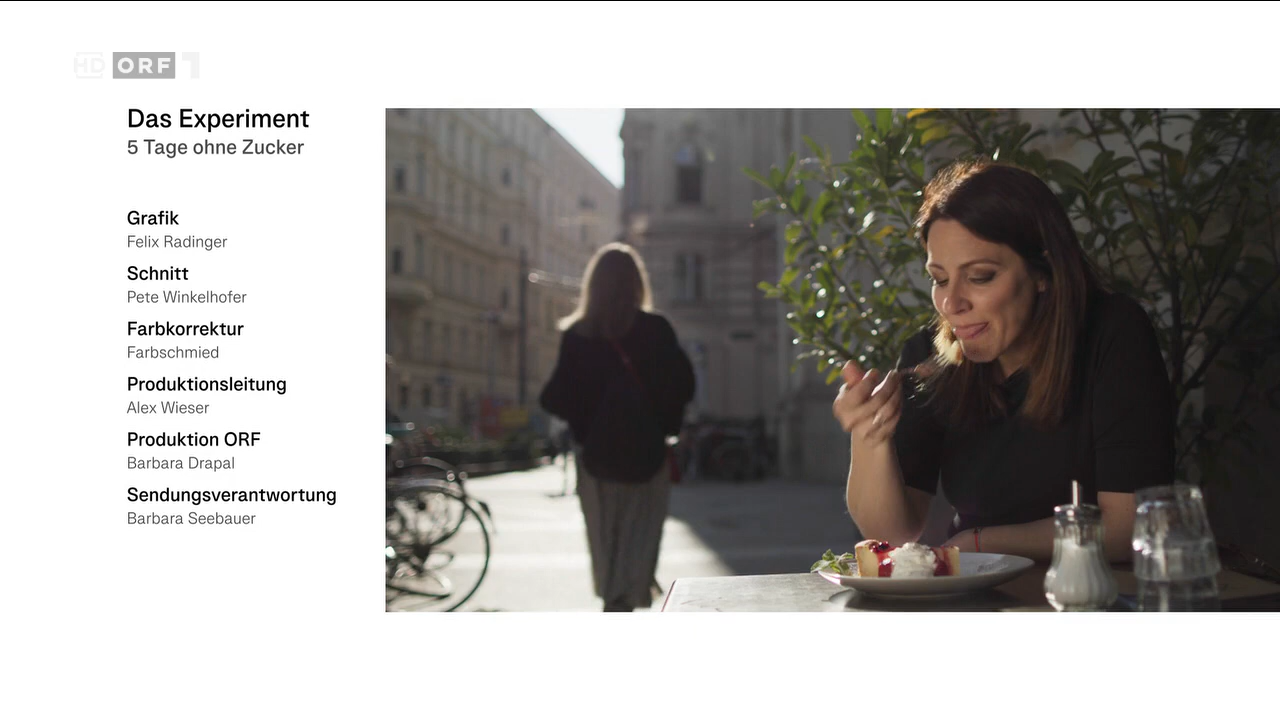 HD ORF 1
Das Experiment
5 Tage ohne Zucker
Grafik
Felix Radinger
Schnitt
Pete Winkelhofer
Farbkorrektur
Farbschmied
Produktionsleitung
Alex Wieser
Produktion ORF
Barbara Drapal
Sendungsverantwortung
Barbara Seebauer